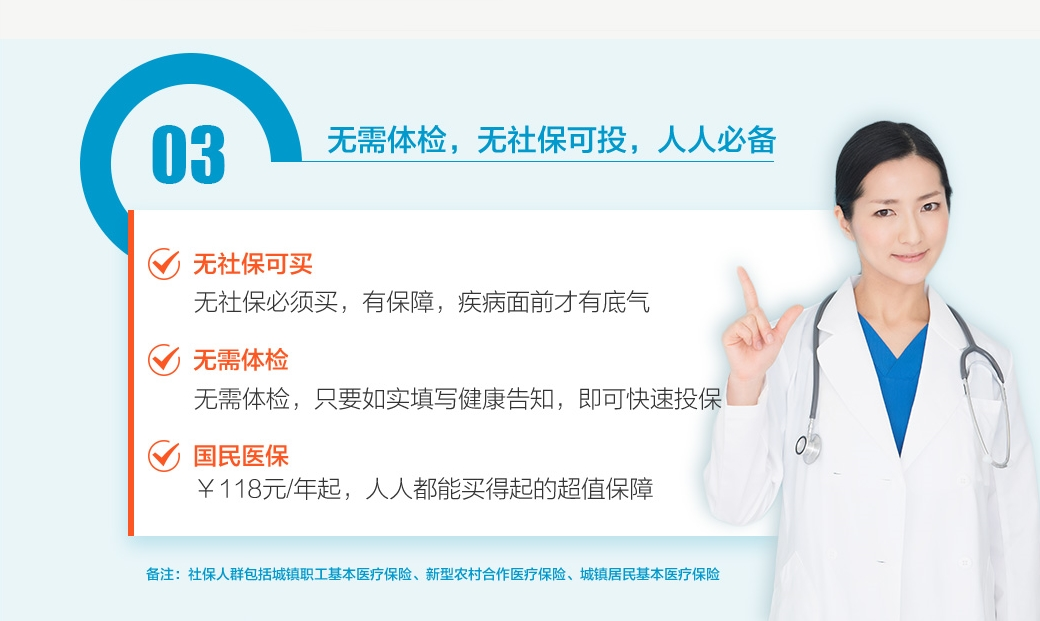 03
无需体检，无社保可投，人人必备
无社保可买
无社保必须买，有保障，疾病面前才有底气
无需体检
无需体检，只要如实填写健康告知，即可快速投保
国民医保
￥118元/年起，人人都能买得起的超值保障
备注：社保人群包括城镇职工基本医疗保险、新型农村合作医疗保险、城镇居民基本医疗保险